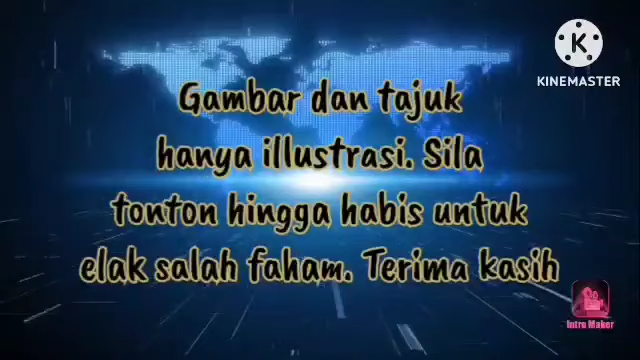 KINEMASTER
Gambar dan tajuk
hanya illustrasi. Sila
tonton hingga habis untuk
elak salah faham. Terima kasih
Intro Maker